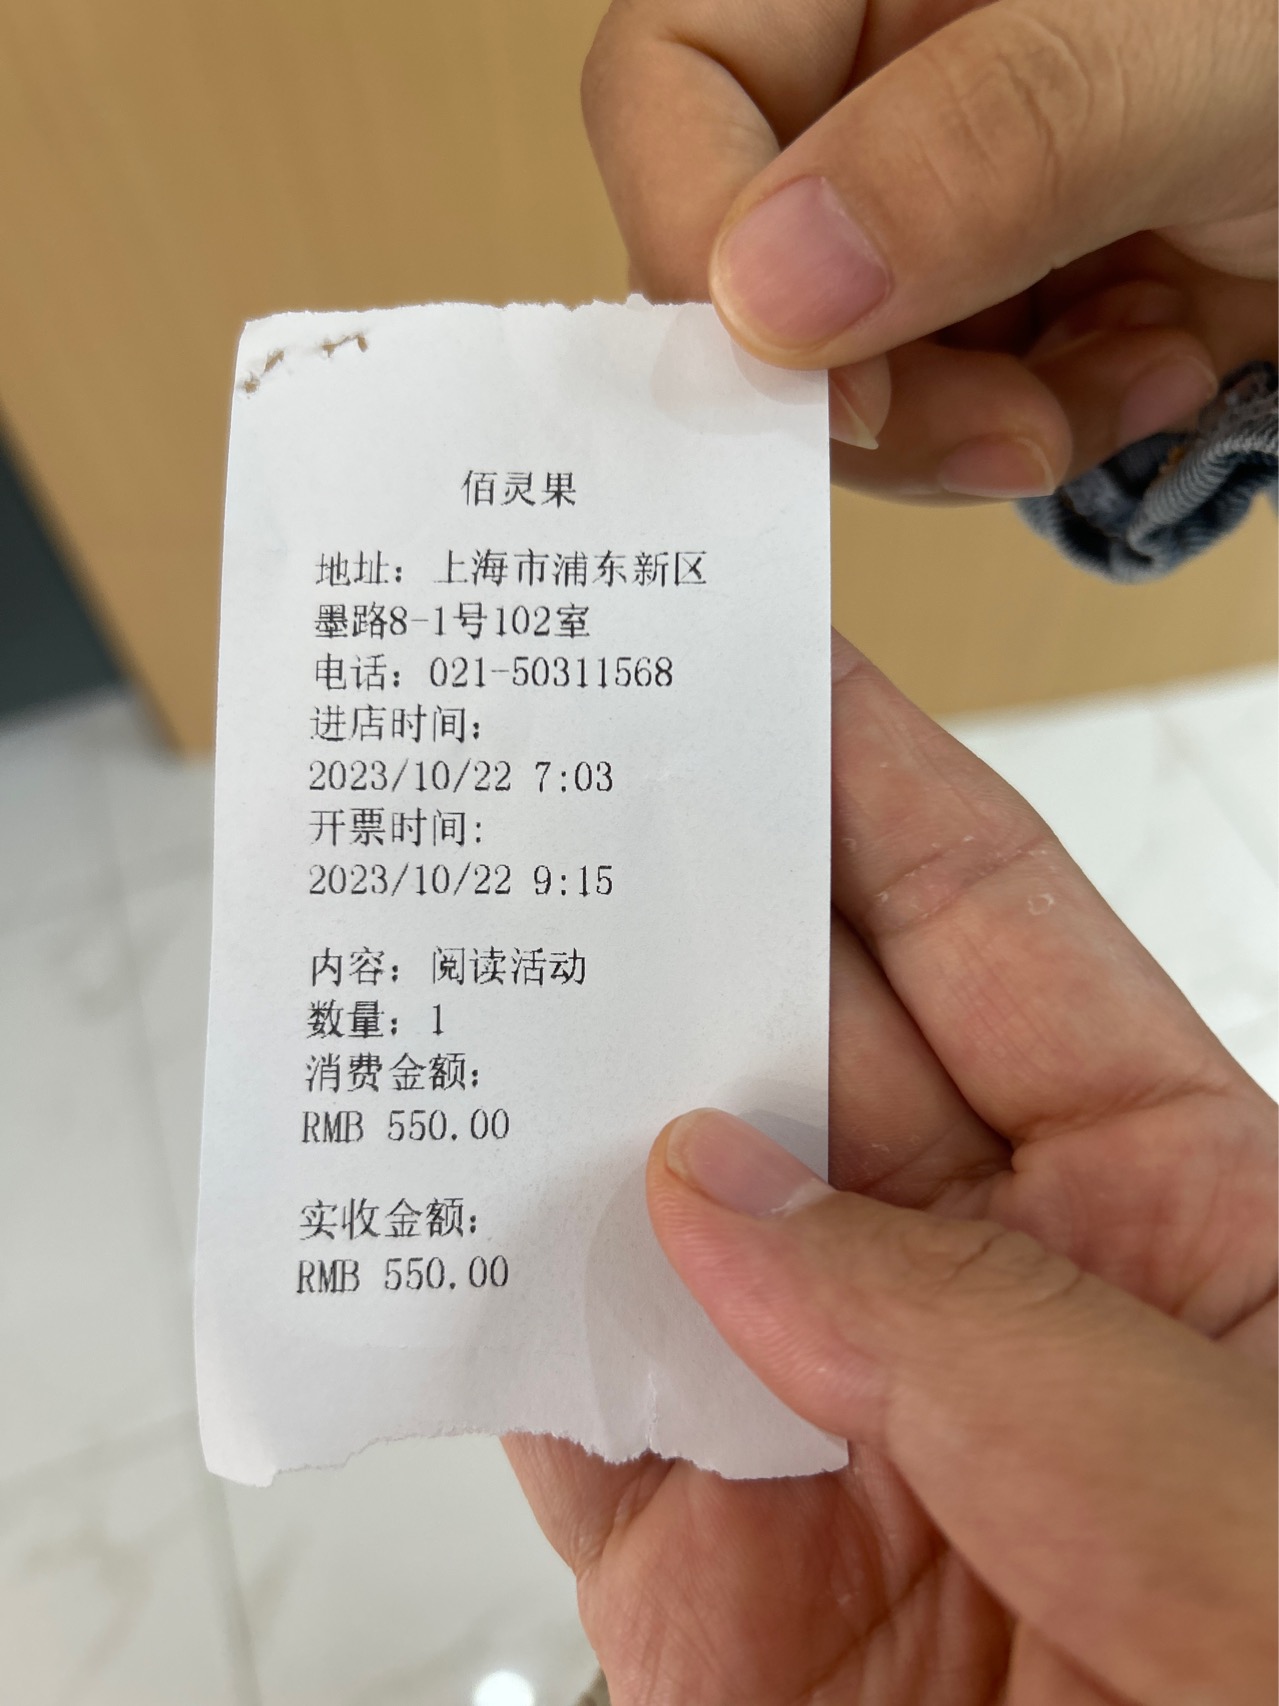 佰灵果
地址：上海市浦东新区
墨路8-1号102室
电话：021-50311568
进店时间：
2023/10/22 7:03
开票时间：
2023/10/22 9:15
内容：阅读活动
数量：1
消费金额：
RMB 550.00
实收金额：
RMB 550.00